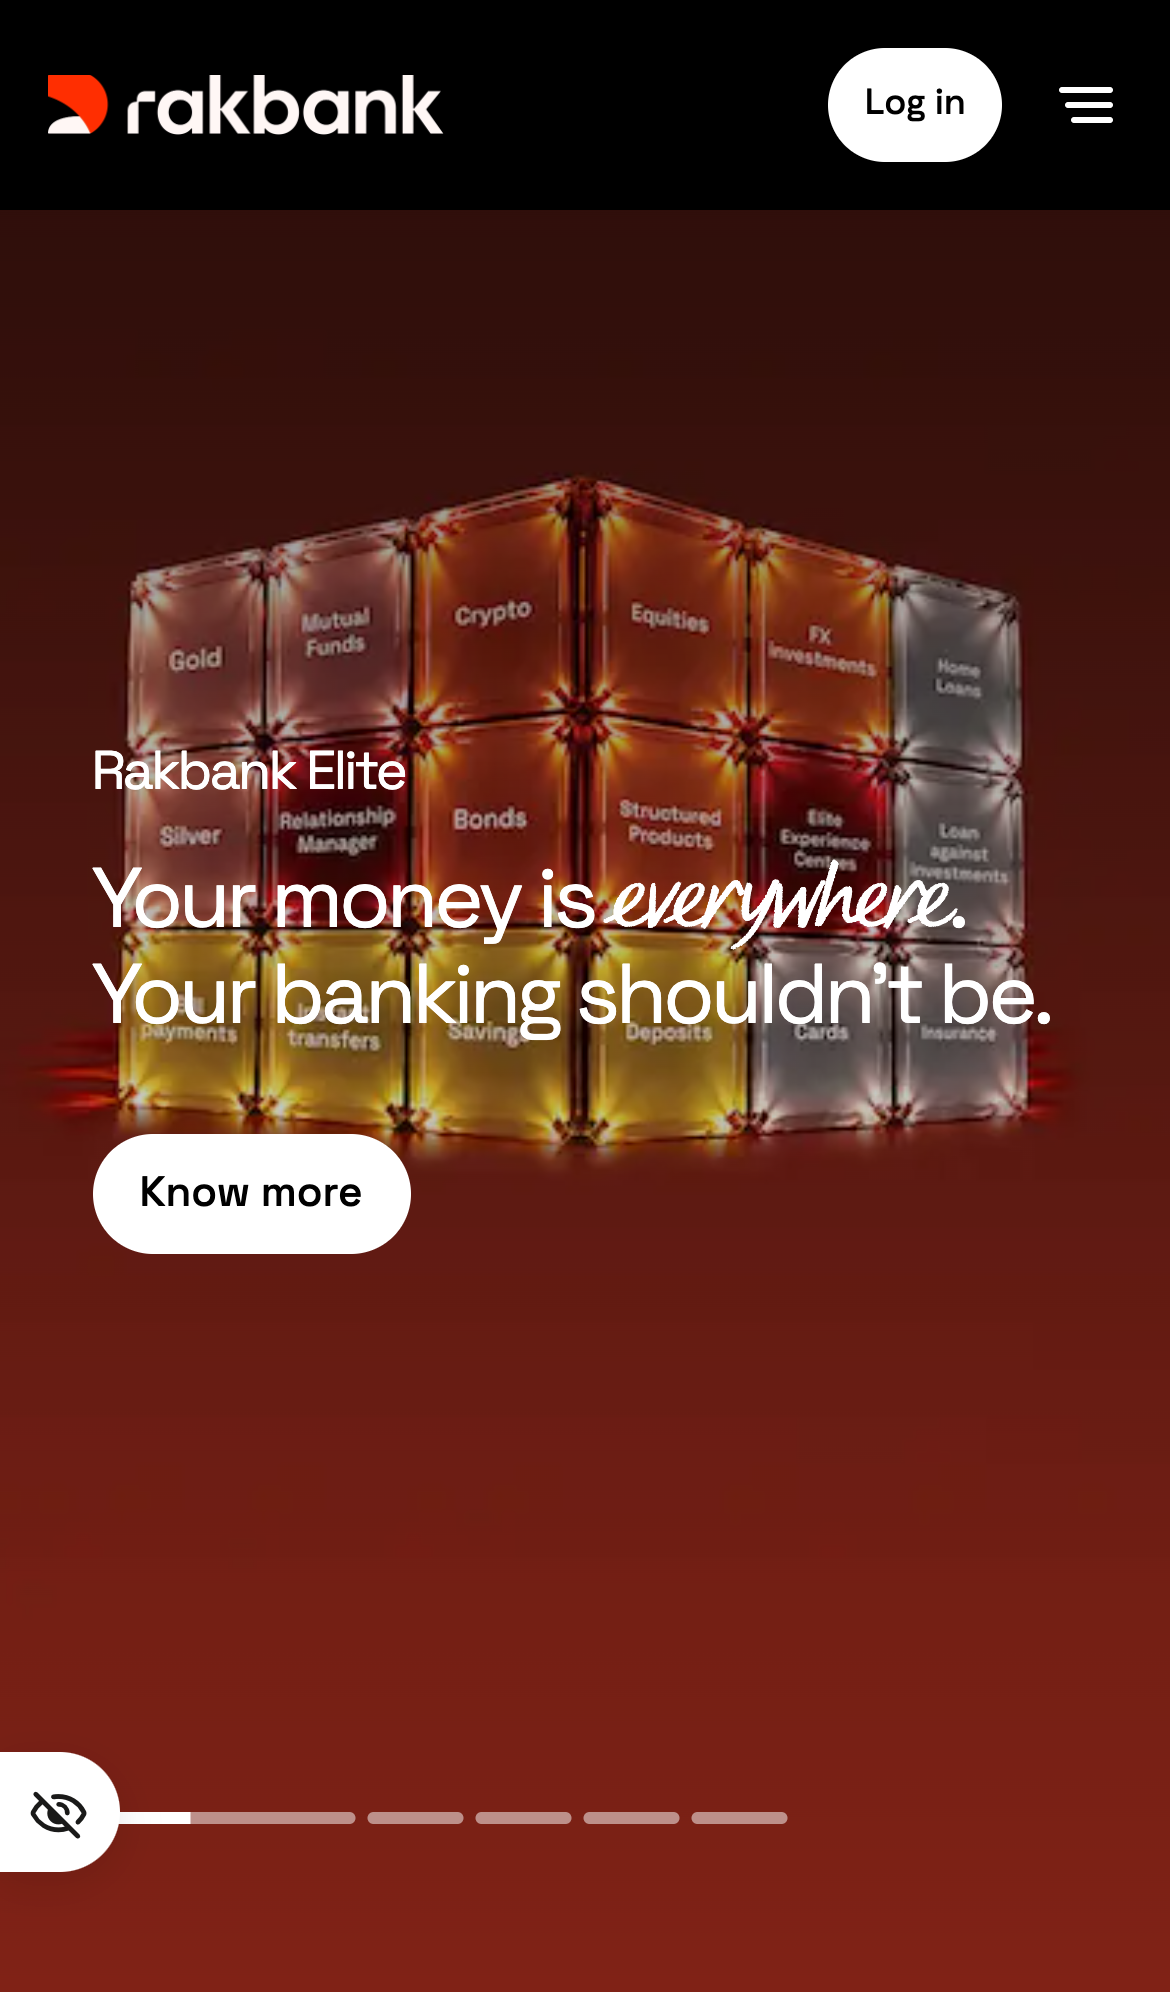 rakbank
Log in
Gold
Mutual
Funds
Crypto
Equities
FX
investments
Home
Loans
Rakbank Elite
Silver
Relationship
Manager
Bonds
Structured
Products
Elite
Experience
Centres
Loan
against
investments
Your money is everywhere.
Your banking shouldn't be.
payments
transfers
Savings
Deposits
Cards
Insurance
Know more